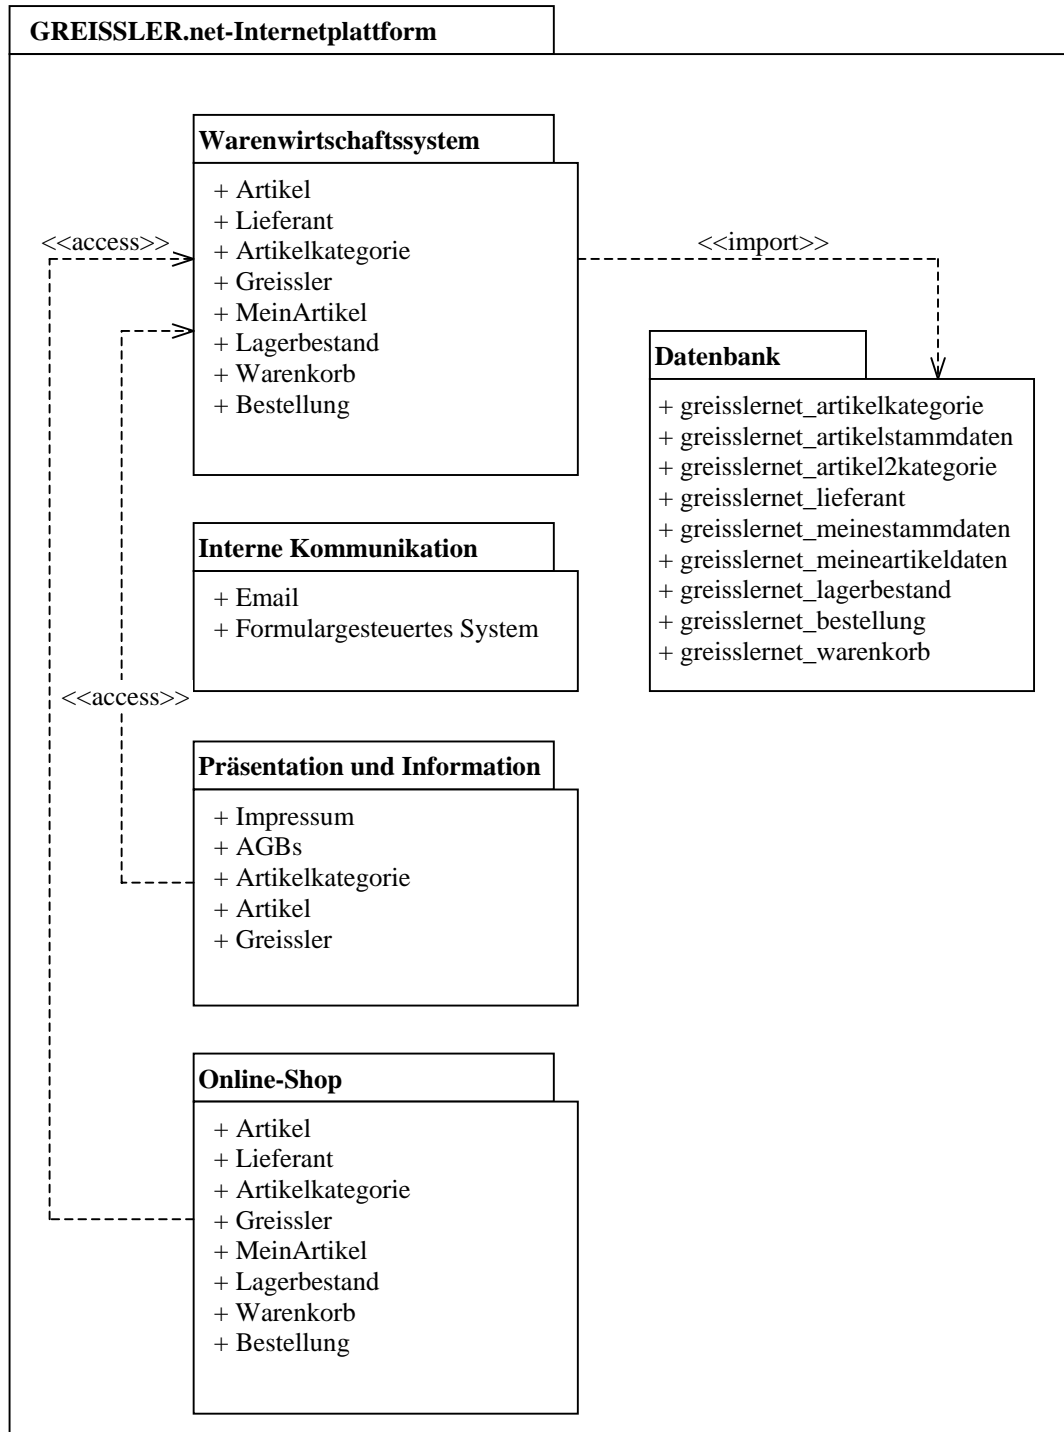 GREISSLER.net-Internetplattform
Warenwirtschaftssystem
+ Artikel
+ Lieferant
+ Artikelkategorie
+ Greissler
+ MeinArtikel
+ Lagerbestand
+ Warenkorb
+ Bestellung
<<access>>
<<import>>
Datenbank
+ greisslernet_artikelkategorie
+ greisslernet_artikelstammdaten
+ greisslernet_artikel2kategorie
+ greisslernet_lieferant
+ greisslernet_meinestammdaten
+ greisslernet_meineartikeldaten
+ greisslernet_lagerbestand
+ greisslernet_bestellung
+ greisslernet_warenkorb
Interne Kommunikation
+ Email
+ Formulargesteuertes System
<<access>>
Präsentation und Information
+ Impressum
+ AGBs
+ Artikelkategorie
+ Artikel
+ Greissler
Online-Shop
+ Artikel
+ Lieferant
+ Artikelkategorie
+ Greissler
+ MeinArtikel
+ Lagerbestand
+ Warenkorb
+ Bestellung